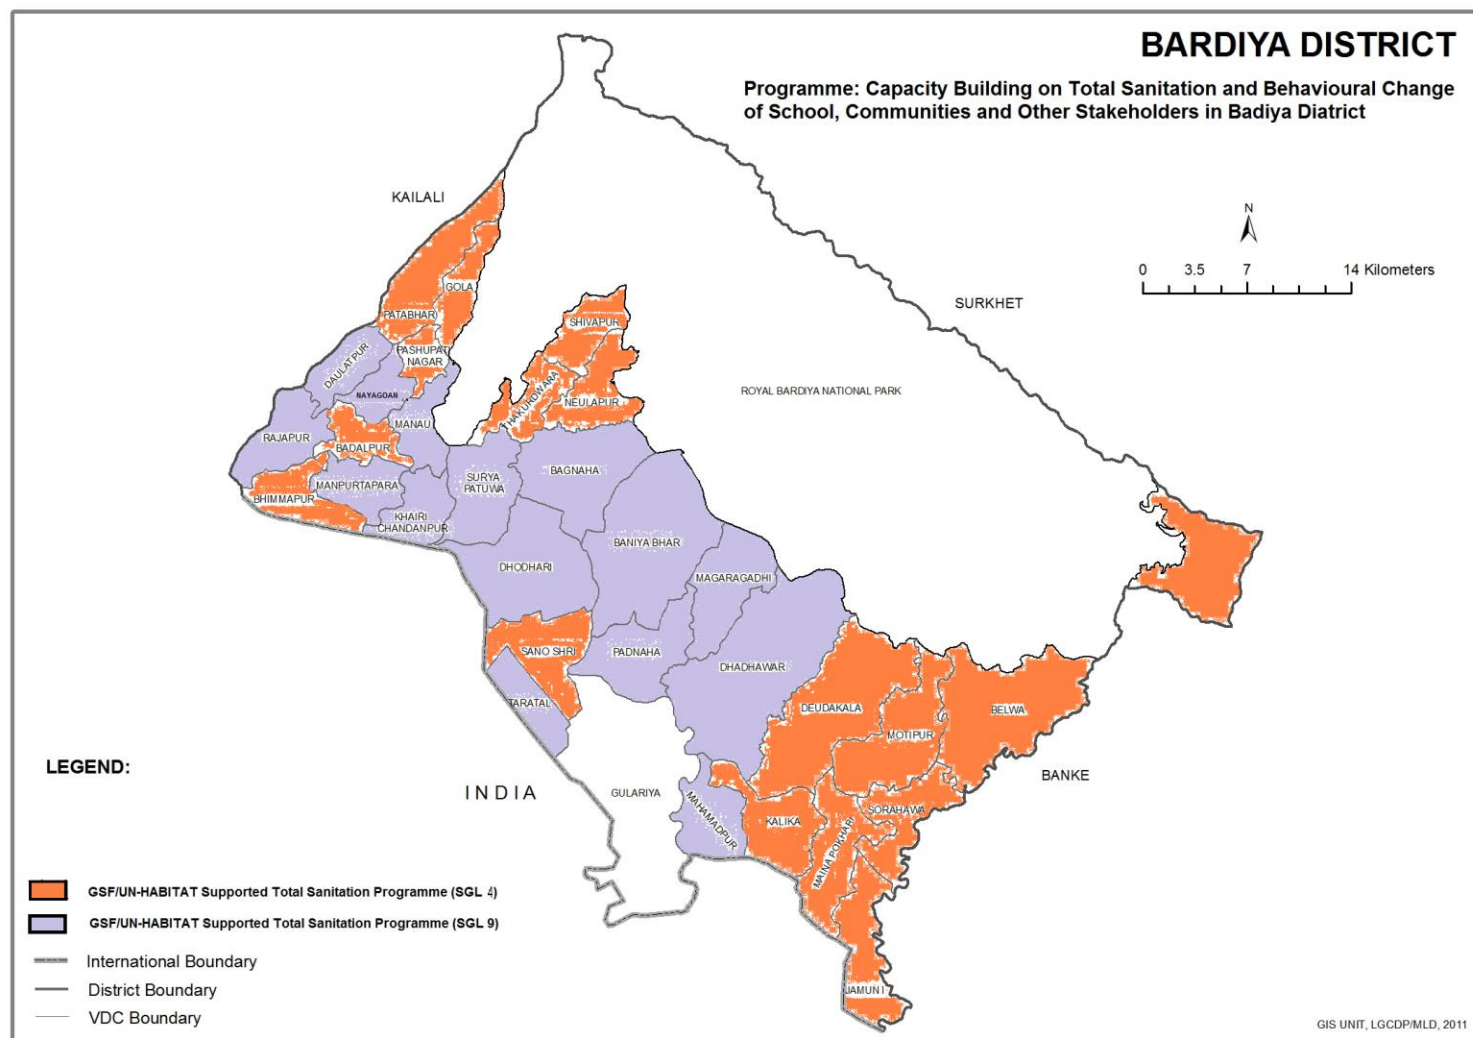 BARDIYA DISTRICT
Programme: Capacity Building on Total Sanitation and Behavioural Change
of School, Communities and Other Stakeholders in Badiya Diatrict
KAILALI
N
0 3.5 7 14 Kilometers
SURKHET
GOLA
PATABHAR
SHIVAPUR
PASHUPAT
NAGAR
DAULATPUR
THAKURDWARA
NEULAPUR
ROYAL BARDIYA NATIONAL PARK
NAYAGOAN
MANAU
RAJAPUR
BADALPUR
BAGNAHA
SURYA
PATUWA
MANPURTAPARA
BHIMMAPUR
KHAIRI
CHANDANPUR
BANIYABHAR
DHODHARI
MAGARAGADHI
SANO SHRI
PADNAHA
DHADHAWAR
TARATAL
DEUDAKALA
BELWA
MOTIPUR
LEGEND:
BANKE
INDIA
GULARIYA
MAHAMADPUR
KALIKA
SORAHAWA
MAINA POKHARI
JAMUNI
GSF/UN-HABITAT Supported Total Sanitation Programme (SGL 4)
GSF/UN-HABITAT Supported Total Sanitation Programme (SGL 9)
International Boundary
District Boundary
VDC Boundary
GIS UNIT, LGCDP/MLD, 2011